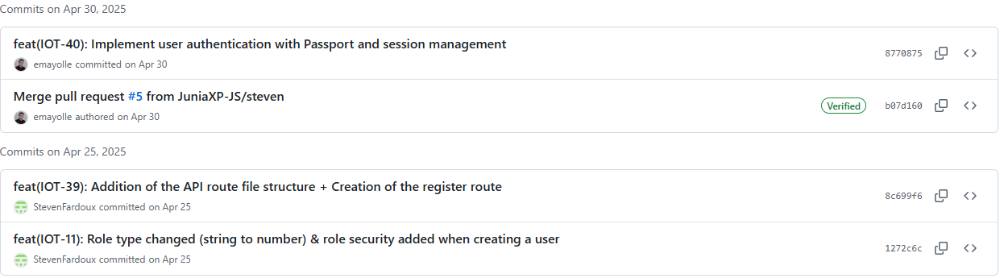 Commits on Apr 30, 2025
feat(IOT-40): Implement user authentication with Passport and session management
emayolle committed on Apr 30
8770875
Merge pull request #5 from JuniaXP-JS/steven
emayolle authored on Apr 30
Verified
b07d160
Commits on Apr 25, 2025
feat(IOT-39): Addition of the API route file structure + Creation of the register route
StevenFardoux committed on Apr 25
8c699f6
feat(IOT-11): Role type changed (string to number) & role security added when creating a user
StevenFardoux committed on Apr 25
1272c6c